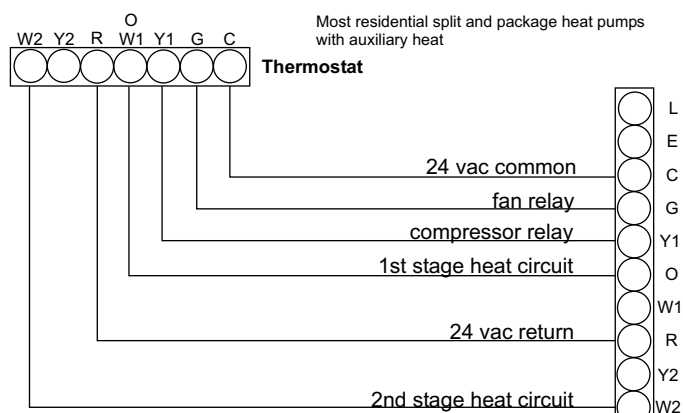 Most residential split and package heat pumps
with auxiliary heat
O
W2 Y2 R W1 Y1 G C
Thermostat
L
E
24 vac common C
fan relay G
compressor relay Y1
1st stage heat circuit O
W1
24 vac return R
Y2
2nd stage heat circuit W2